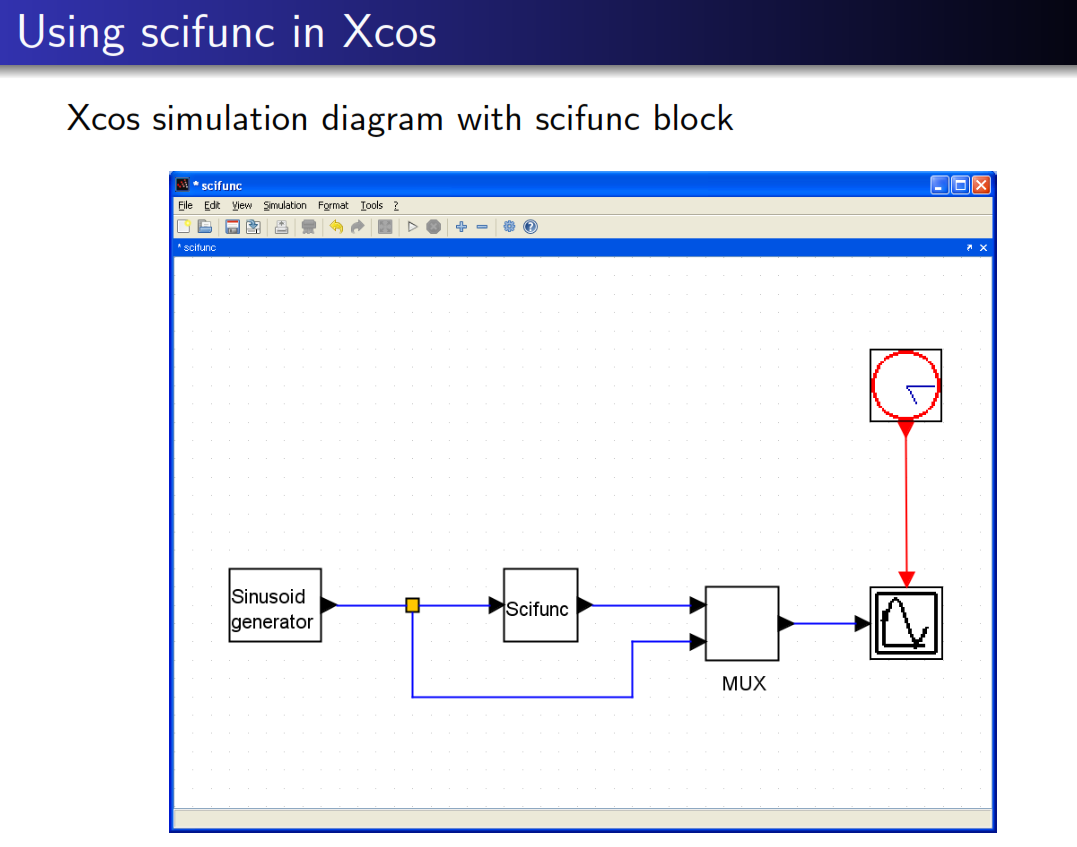 Using scifunc in Xcos
Xcos simulation diagram with scifunc block
* scifunc
File Edit View Simulation Format Tools ?
* scifunc
Sinusoid
generator
Scifunc
MUX